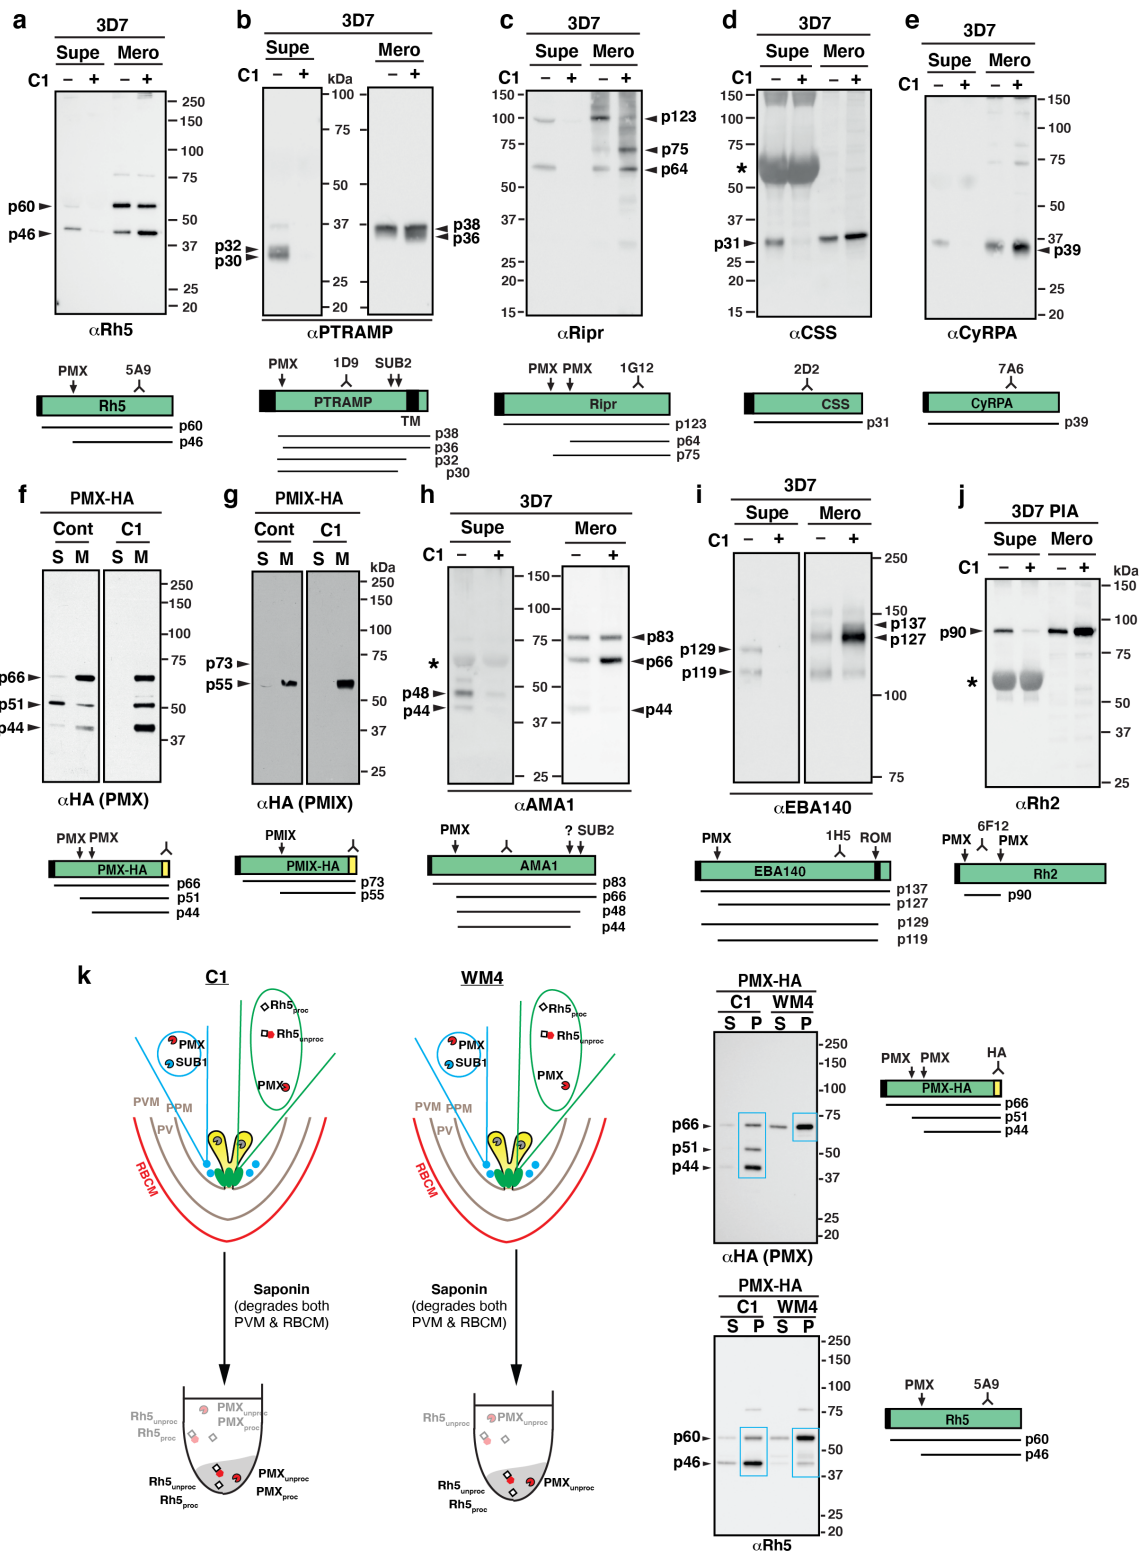 a
3D7
Supe Mero
C1 – + – +
250
150
100
75
50
37
25
20
p60
p46
αRh5
PMX 5A9
Rh5
p60
p46
b
3D7
Supe
Mero
C1 – + kDa – +
100
75
50
37
25
20
p32
p30
p38
p36
αPTRAMP
PMX 1D9 SUB2
PTRAMP
TM
p38
p36
p32
p30
c
3D7
Supe Mero
C1 – + – +
150
100
75
50
37
25
20
15
p123
p75
p64
αRipr
PMX PMX 1G12
Ripr
p123
p64
p75
d
3D7
Supe Mero
C1 – + – +
150
100
75
*
50
37
p31
25
20
15
αCSS
2D2
CSS
p31
e
3D7
Supe Mero
C1 – + – +
150
100
75
50
37
p39
25
20
αCyRPA
7A6
CyRPA
p39
f
PMX-HA
Cont C1
S M S M
250
150
100
75
50
37
p66
p51
p44
αHA (PMX)
PMX PMX
PMX-HA
p66
p51
p44
g
PMIX-HA
Cont C1
S M S M
kDa
250
150
100
75
50
37
25
p73
p55
αHA (PMIX)
PMIX
PMIX-HA
p73
p55
h
3D7
Supe Mero
C1 – + – +
150
100
75
50
37
25
*
p48
p44
p83
p66
p44
αAMA1
PMX ? SUB2
AMA1
p83
p66
p48
p44
i
3D7
Supe Mero
C1 – + – +
250
150
100
75
p129
p119
p137
p127
αEBA140
PMX 1H5 ROM
EBA140
p137
p127
p129
p119
j
3D7 PIA
Supe Mero
C1 – + – + kDa
150
100
75
50
37
25
p90
*
αRh2
PMX 6F12 PMX
Rh2
p90
k
C1
Rh5proc
Rh5unproc
PMX
PMX
SUB1
PVM PPM
PV
RBCM
Saponin
(degrades both
PVM & RBCM)
Rh5unproc
Rh5proc
PMXunproc
PMXproc
Rh5unproc
Rh5proc
PMXunproc
PMXproc
WM4
Rh5proc
Rh5unproc
PMX
PMX
SUB1
PVM PPM
PV
RBCM
Saponin
(degrades both
PVM & RBCM)
Rh5unproc
Rh5proc
PMXunproc
Rh5unproc
Rh5proc
PMXunproc
PMX-HA
C1 WM4
S P S P
250
150
100
75
50
37
25
20
p66
p51
p44
αHA (PMX)
PMX PMX HA
PMX-HA
p66
p51
p44
PMX-HA
C1 WM4
S P S P
250
150
100
75
50
37
25
20
p60
p46
αRh5
PMX 5A9
Rh5
p60
p46